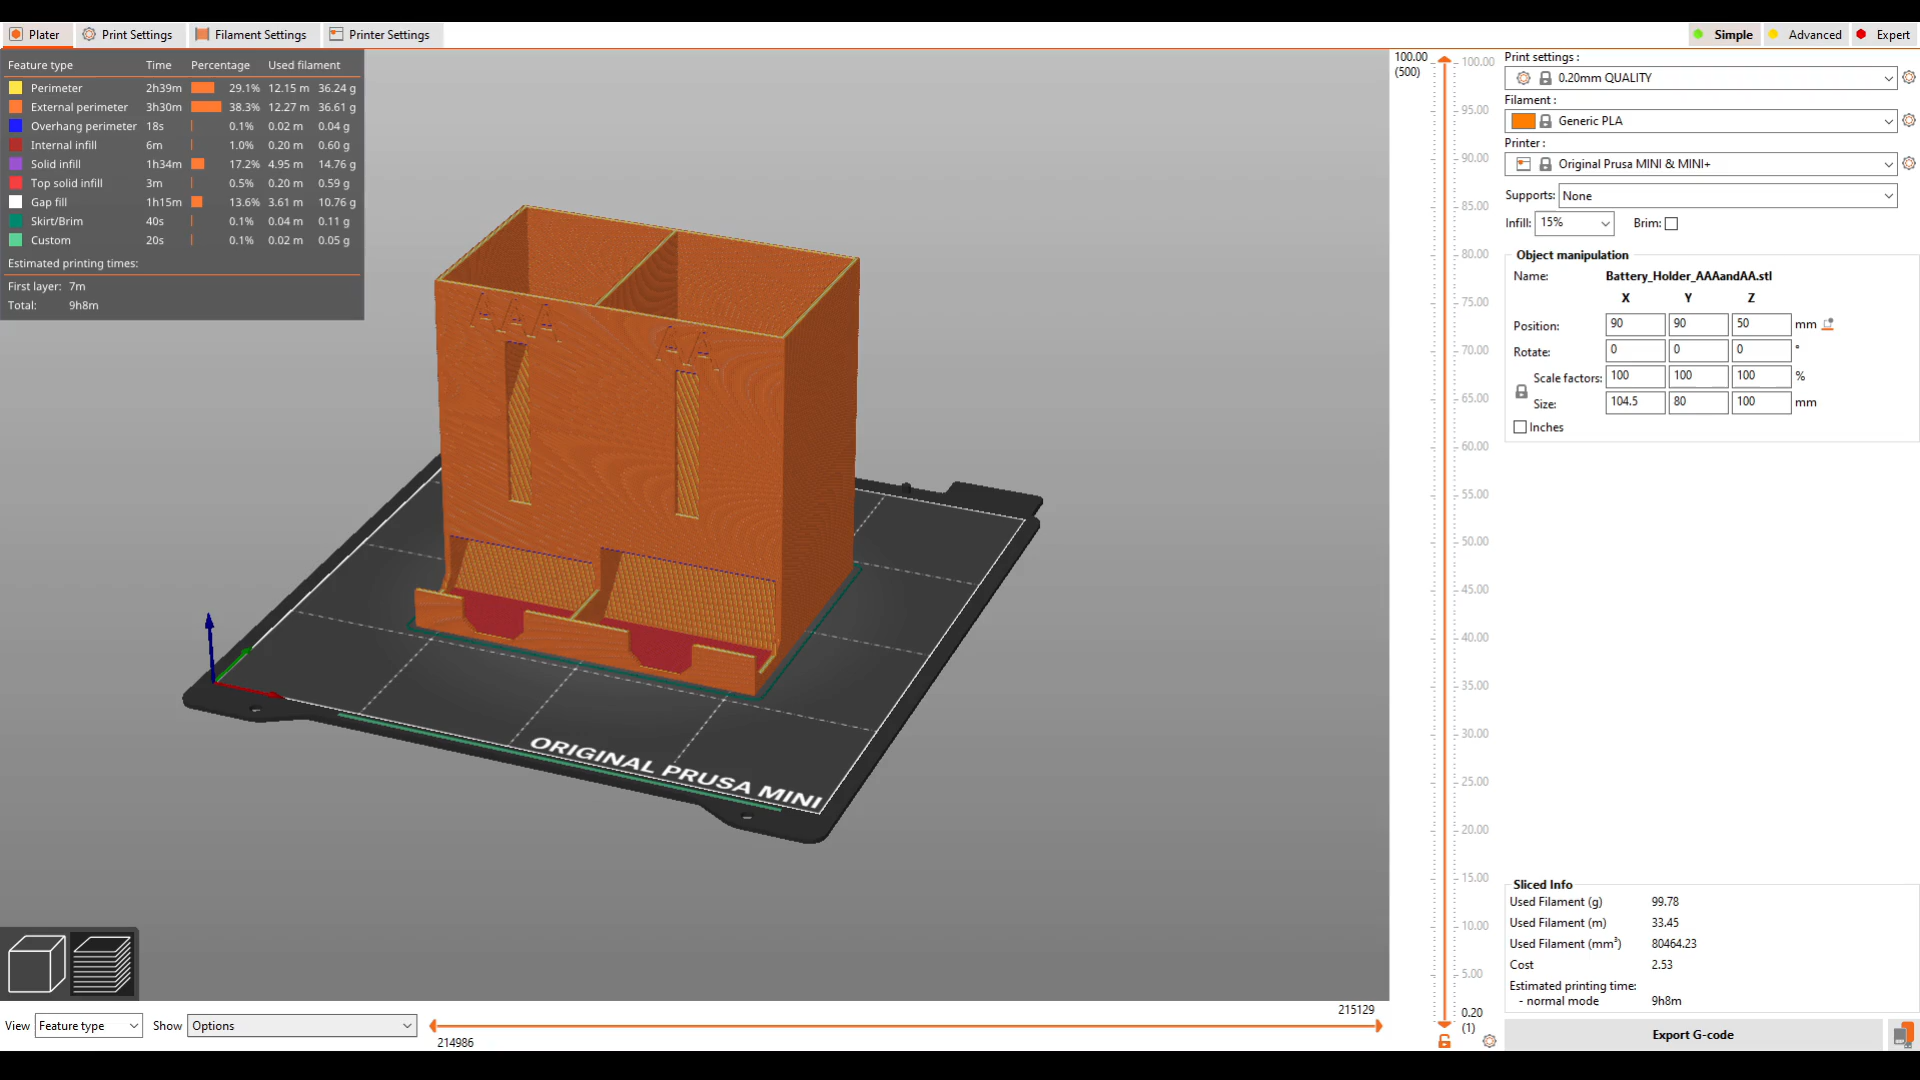 Plater Print Settings Filament Settings Printer Settings Simple Advanced Expert
Feature type Time Percentage Used filament
Perimeter 2h39m 29.1% 12.15 m 36.24 g
External perimeter 3h30m 38.3% 12.27 m 36.61 g
Overhang perimeter 18s 0.1% 0.02 m 0.04 g
Internal infill 6m 1.0% 0.20 m 0.60 g
Solid infill 1h34m 17.2% 4.95 m 14.76 g
Top solid infill 3m 0.5% 0.20 m 0.59 g
Gap fill 1h15m 13.6% 3.61 m 10.76 g
Skirt/Brim 40s 0.1% 0.04 m 0.11 g
Custom 20s 0.1% 0.02 m 0.05 g
Estimated printing times:
First layer: 7m
Total: 9h8m
AAA AA
ORIGINAL PRUSA MINI
View Feature type Show Options
214986
215129
100.00
(500)
100.00
95.00
90.00
85.00
80.00
75.00
70.00
65.00
60.00
55.00
50.00
45.00
40.00
35.00
30.00
25.00
20.00
15.00
10.00
5.00
0.20
(1)
Print settings :
0.20mm QUALITY
Filament :
Generic PLA
Printer :
Original Prusa MINI & MINI+
Supports: None
Infill: 15% Brim:
Object manipulation
Name: Battery_Holder_AAAandAA.stl
X Y Z
Position: 90 90 50 mm
Rotate: 0 0 0 °
Scale factors: 100 100 100 %
Size: 104.5 80 100 mm
Inches
Sliced Info
Used Filament (g) 99.78
Used Filament (m) 33.45
Used Filament (mm³) 80464.23
Cost 2.53
Estimated printing time:
- normal mode 9h8m
Export G-code